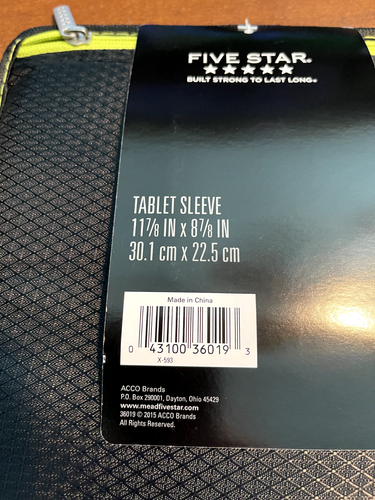 FIVE STAR®
★★★★★
BUILT STRONG TO LAST LONG®
TABLET SLEEVE
11⅞ IN x 8⅞ IN
30.1 cm x 22.5 cm
Made in China
0 43100 36019 3
X-593
ACCO Brands
P.O. Box 290001, Dayton, Ohio 45429
www.meadfivestar.com
36019 © 2015 ACCO Brands
All Rights Reserved.